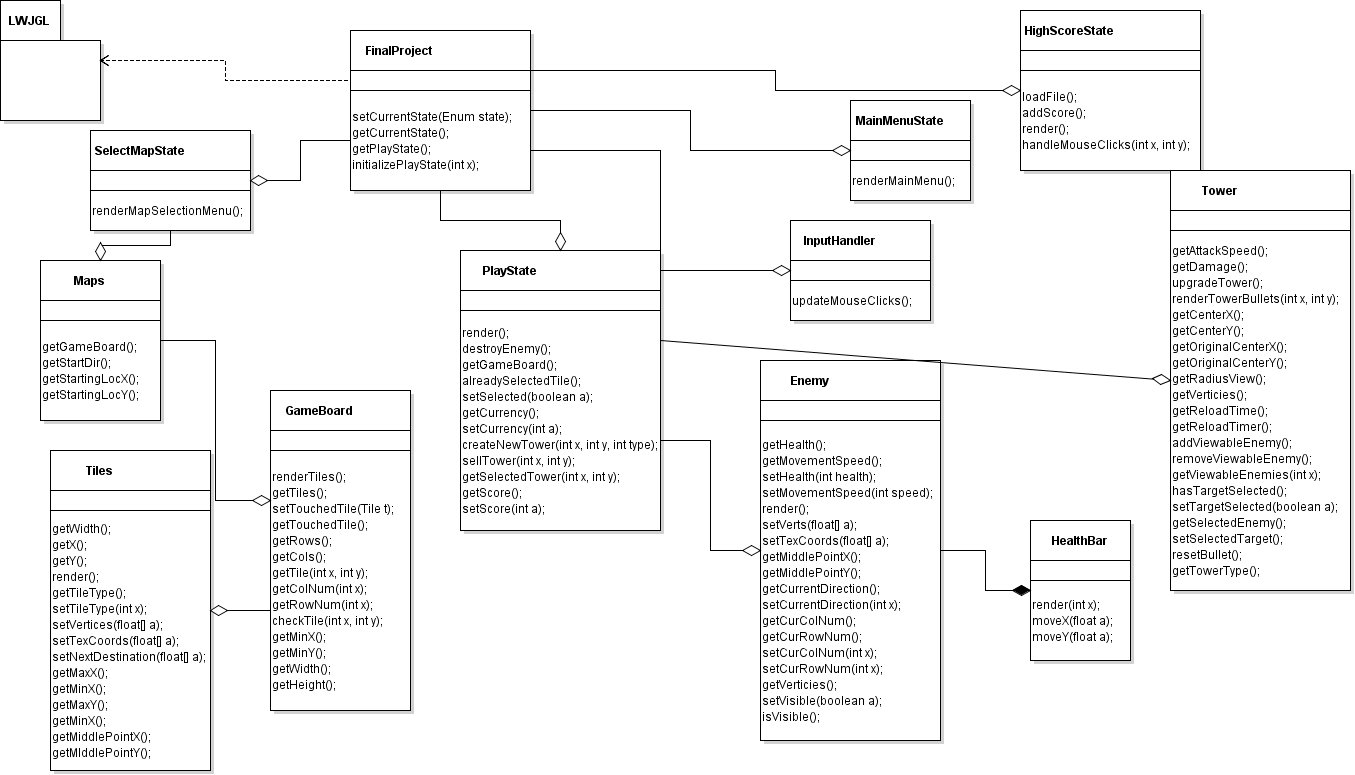 LWJGL
FinalProject
setCurrentState(Enum state);
getCurrentState();
getPlayState();
initializePlayState(int x);
HighScoreState
loadFile();
addScore();
render();
handleMouseClicks(int x, int y);
MainMenuState
renderMainMenu();
SelectMapState
renderMapSelectionMenu();
Tower
getAttackSpeed();
getDamage();
upgradeTower();
renderTowerBullets(int x, int y);
getCenterX();
getCenterY();
getOriginalCenterX();
getOriginalCenterY();
getRadiusView();
getVerticies();
getReloadTime();
getReloadTimer();
addViewableEnemy();
removeViewableEnemy();
getViewableEnemies(int x);
hasTargetSelected();
setTargetSelected(boolean a);
getSelectedEnemy();
setSelectedTarget();
resetBullet();
getTowerType();
InputHandler
updateMouseClicks();
PlayState
render();
destroyEnemy();
getGameBoard();
alreadySelectedTile();
setSelected(boolean a);
getCurrency();
setCurrency(int a);
createNewTower(int x, int y, int type);
sellTower(int x, int y);
getSelectedTower(int x, int y);
getScore();
setScore(int a);
Maps
getGameBoard();
getStartDir();
getStartingLocX();
getStartingLocY();
Enemy
getHealth();
getMovementSpeed();
setHealth(int health);
setMovementSpeed(int speed);
render();
setVerts(float[] a);
setTexCoords(float[] a);
getMiddlePointX();
getMiddlePointY();
getCurrentDirection();
setCurrentDirection(int x);
getCurColNum();
getCurRowNum();
setCurColNum(int x);
setCurRowNum(int x);
getVerticies();
setVisible(boolean a);
isVisible();
GameBoard
renderTiles();
getTiles();
setTouchedTile(Tile t);
getTouchedTile();
getRows();
getCols();
getTile(int x, int y);
getColNum(int x);
getRowNum(int x);
checkTile(int x, int y);
getMinX();
getMinY();
getWidth();
getHeight();
Tiles
getWidth();
getX();
getY();
render();
getTileType();
setTileType(int x);
setVertices(float[] a);
setTexCoords(float[] a);
setNextDestination(float[] a);
getMaxX();
getMinX();
getMaxY();
getMinX();
getMiddlePointX();
getMIddlePointY();
HealthBar
render(int x);
moveX(float a);
moveY(float a);